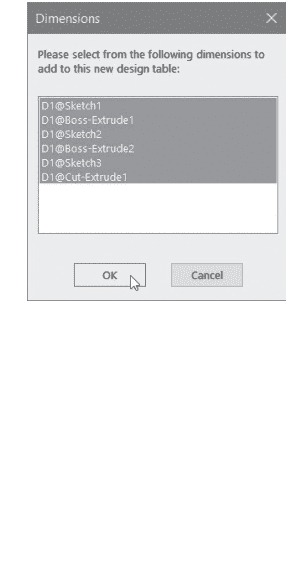 Dimensions
Please select from the following dimensions to
add to this new design table:
D1@Sketch1
D1@Boss-Extrude1
D1@Sketch2
D1@Boss-Extrude2
D1@Sketch3
D1@Cut-Extrude1
OK
Cancel